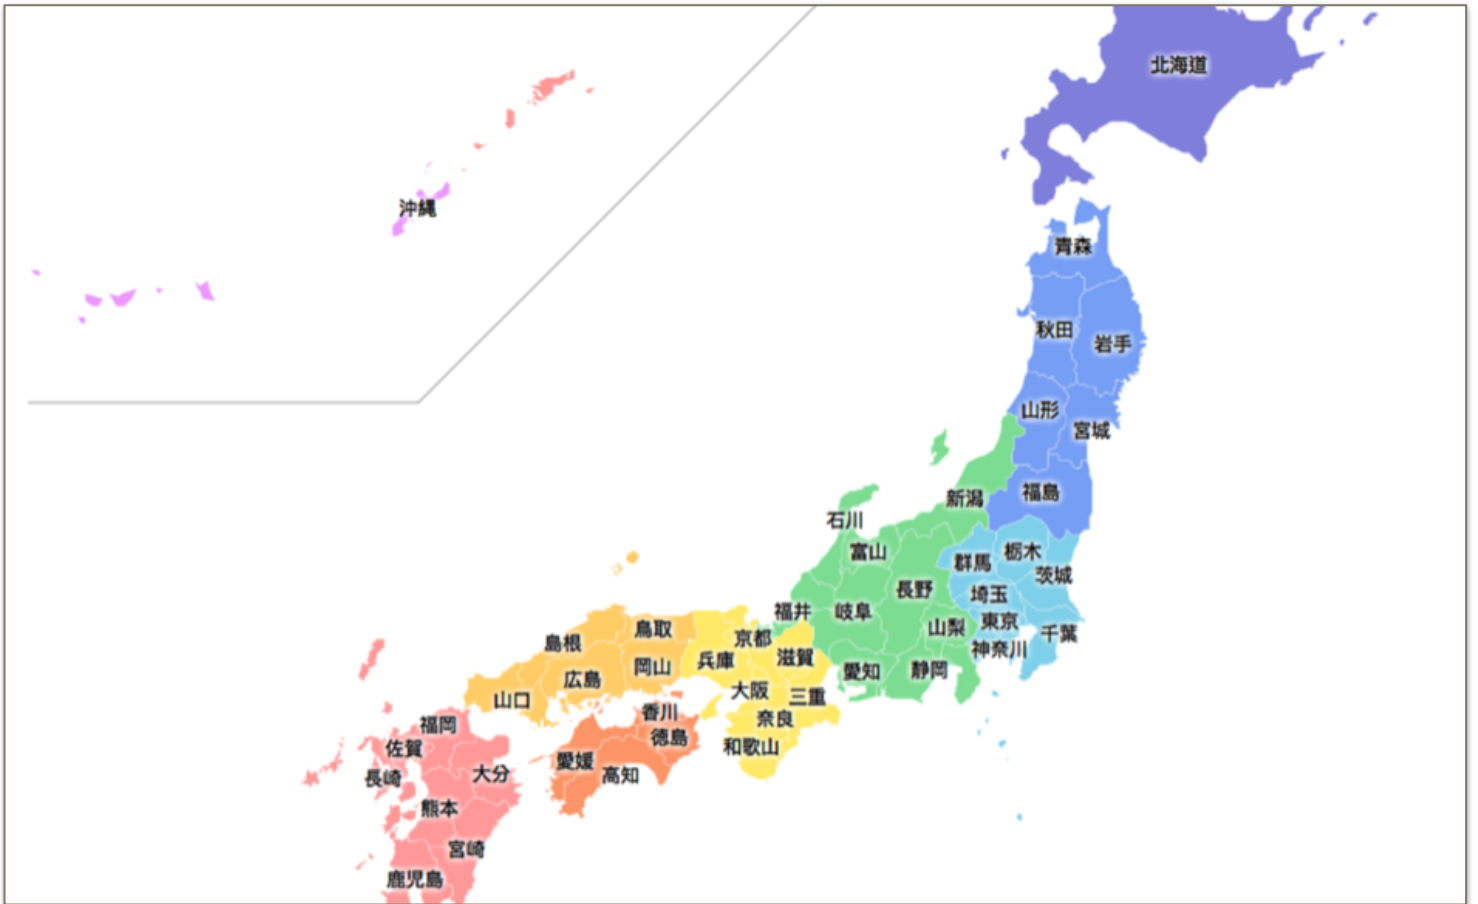 北海道
沖縄
青森
秋田
岩手
山形
宮城
福島
新潟
石川
富山
群馬
栃木
茨城
長野
埼玉
福井
岐阜
山梨
東京
千葉
神奈川
島根
鳥取
京都
兵庫
滋賀
岡山
愛知
静岡
広島
大阪
三重
山口
香川
奈良
福岡
徳島
和歌山
佐賀
愛媛
高知
長崎
大分
熊本
宮崎
鹿児島